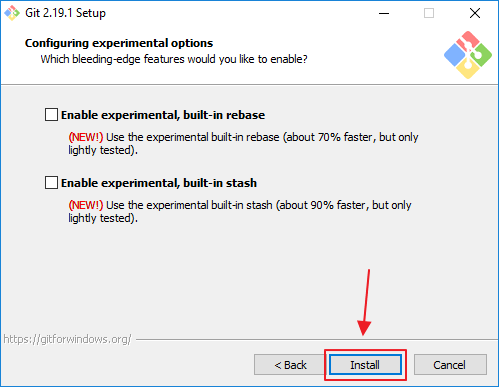 Git 2.19.1 Setup
Configuring experimental options
Which bleeding-edge features would you like to enable?
Enable experimental, built-in rebase
(NEW!) Use the experimental built-in rebase (about 70% faster, but only
lightly tested).
Enable experimental, built-in stash
(NEW!) Use the experimental built-in stash (about 90% faster, but only
lightly tested).
https://gitforwindows.org/
< Back
Install
Cancel